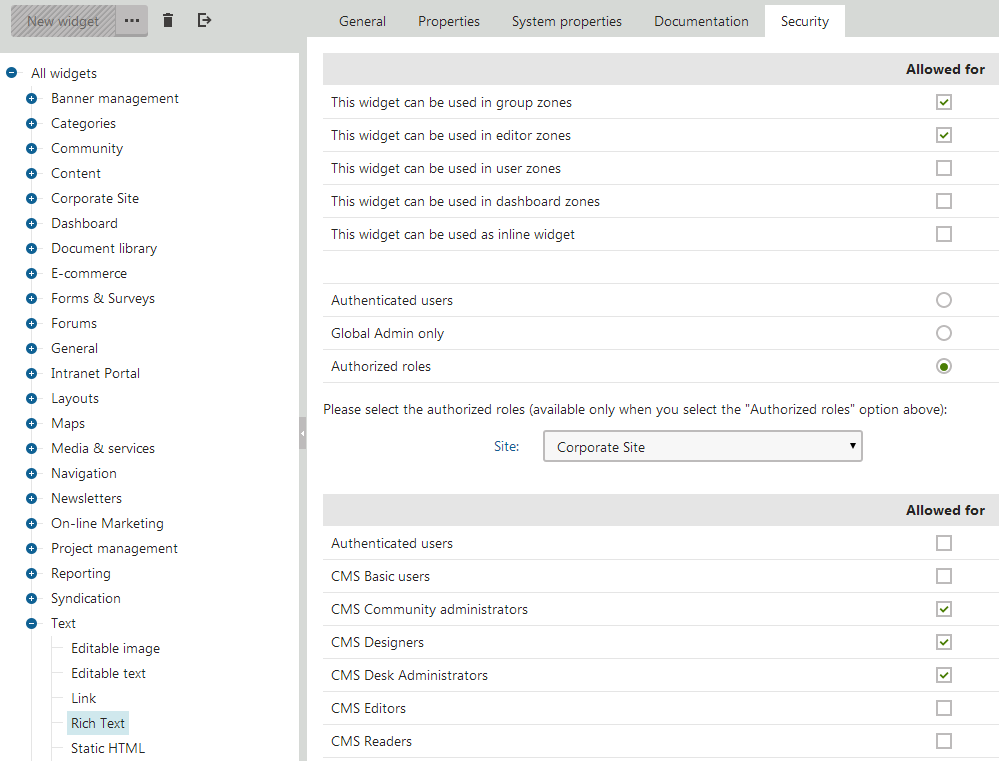 New widget
General
Properties
System properties
Documentation
Security
All widgets
Banner management
Categories
Community
Content
Corporate Site
Dashboard
Document library
E-commerce
Forms & Surveys
Forums
General
Intranet Portal
Layouts
Maps
Media & services
Navigation
Newsletters
On-line Marketing
Project management
Reporting
Syndication
Text
Editable image
Editable text
Link
Rich Text
Static HTML
Allowed for
This widget can be used in group zones
This widget can be used in editor zones
This widget can be used in user zones
This widget can be used in dashboard zones
This widget can be used as inline widget
Authenticated users
Global Admin only
Authorized roles
Please select the authorized roles (available only when you select the "Authorized roles" option above):
Site: Corporate Site
Allowed for
Authenticated users
CMS Basic users
CMS Community administrators
CMS Designers
CMS Desk Administrators
CMS Editors
CMS Readers